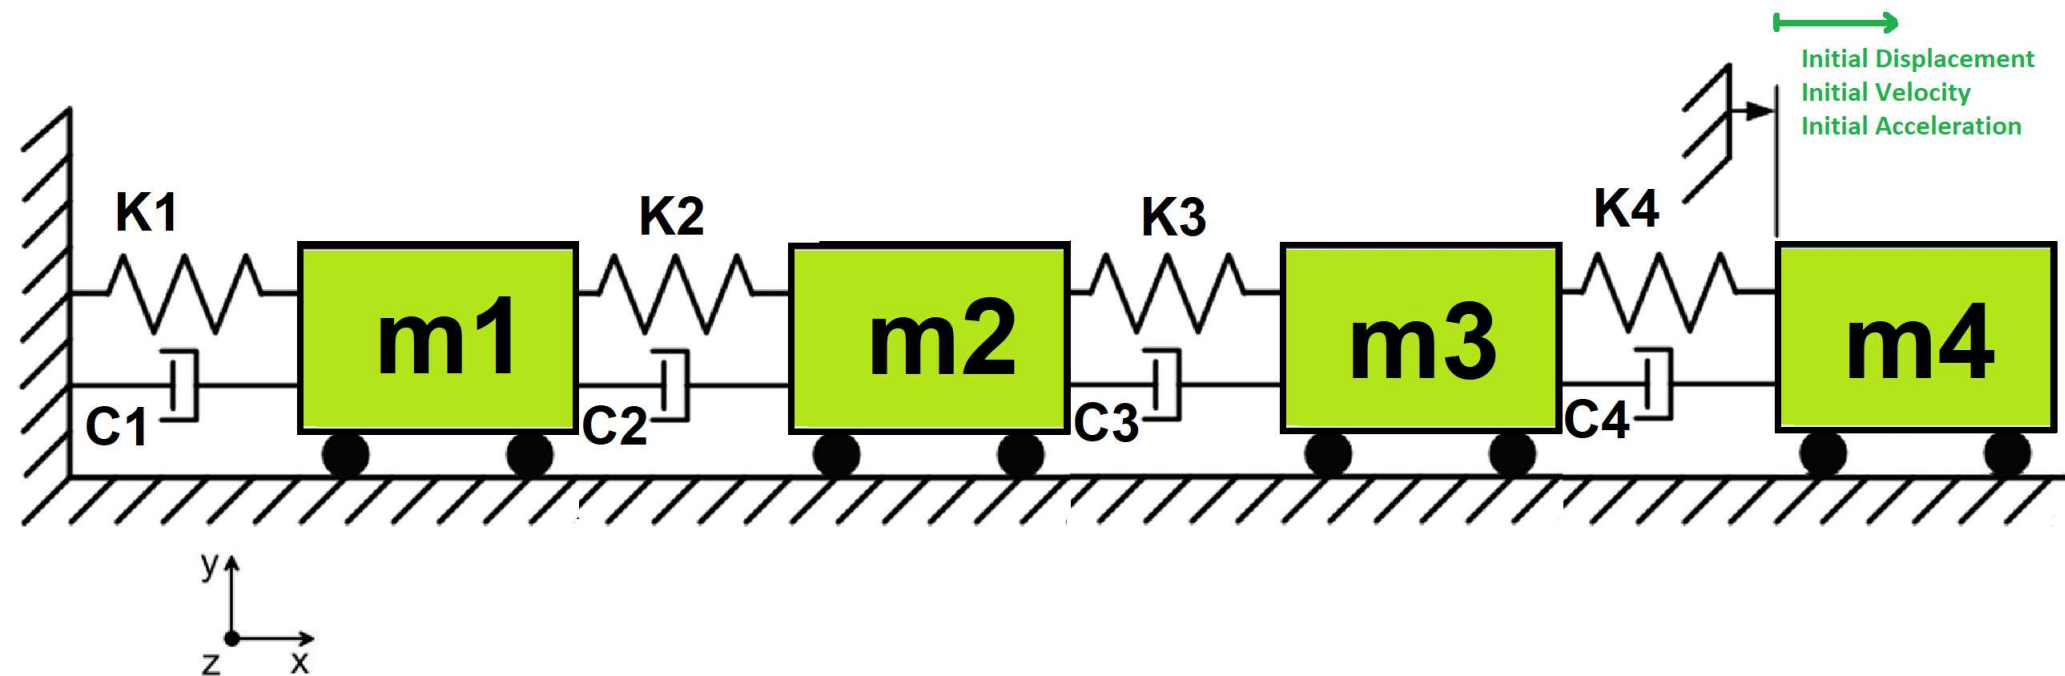 Initial Displacement
Initial Velocity
Initial Acceleration
K1
K2
K3
K4
m1
m2
m3
m4
C1
C2
C3
C4
y
z
x